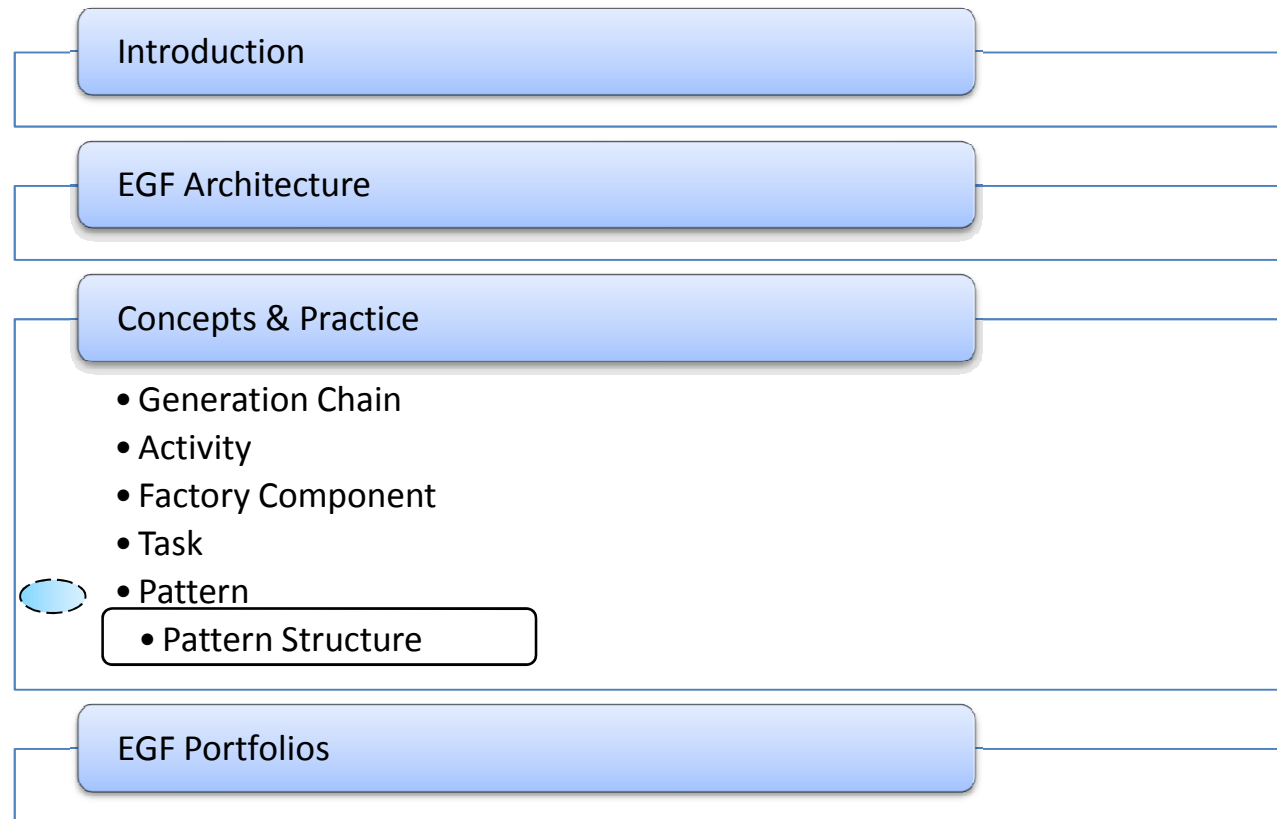 Introduction
EGF Architecture
Concepts & Practice
• Generation Chain
• Activity
• Factory Component
• Task
• Pattern
• Pattern Structure
EGF Portfolios